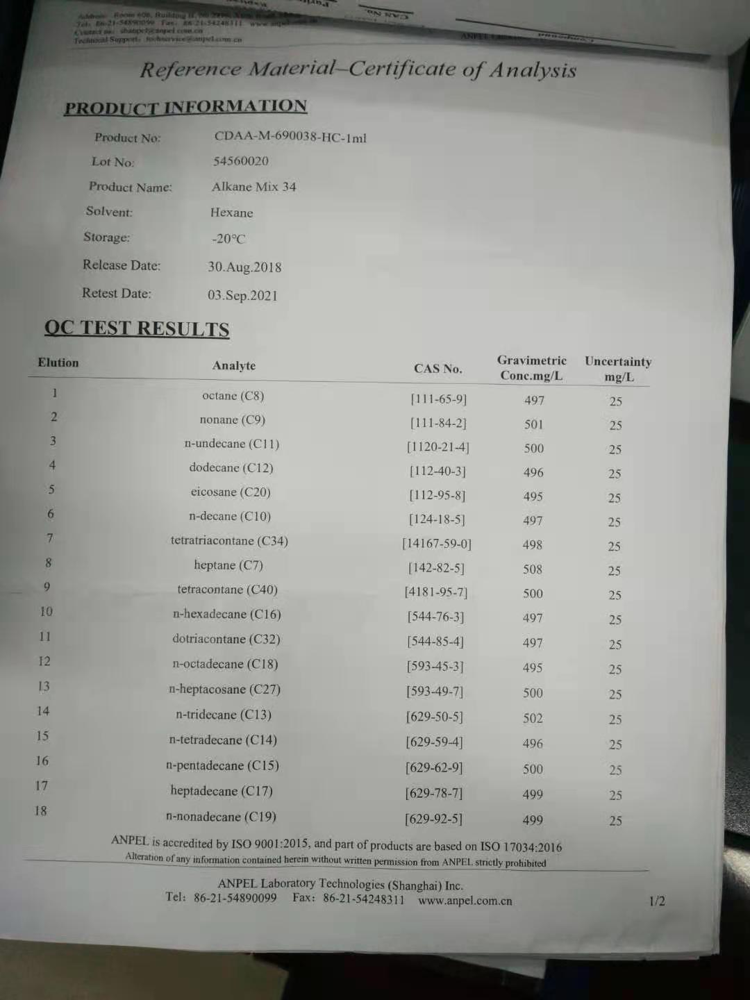 Address: Room 608, Building
Tel: 86-21-54890099 Fax: 86-21-54248311
Contact us: shanpel@anpel.com.cn
Technical Support: techservice@anpel.com.cn
CAS No.
Reference Material–Certificate of Analysis
PRODUCT INFORMATION
Product No: CDAA-M-690038-HC-1ml
Lot No: 54560020
Product Name: Alkane Mix 34
Solvent: Hexane
Storage: -20℃
Release Date: 30.Aug.2018
Retest Date: 03.Sep.2021
QC TEST RESULTS
Elution Analyte CAS No. Gravimetric Conc.mg/L Uncertainty mg/L
1 octane (C8) [111-65-9] 497 25
2 nonane (C9) [111-84-2] 501 25
3 n-undecane (C11) [1120-21-4] 500 25
4 dodecane (C12) [112-40-3] 496 25
5 eicosane (C20) [112-95-8] 495 25
6 n-decane (C10) [124-18-5] 497 25
7 tetratriacontane (C34) [14167-59-0] 498 25
8 heptane (C7) [142-82-5] 508 25
9 tetracontane (C40) [4181-95-7] 500 25
10 n-hexadecane (C16) [544-76-3] 497 25
11 dotriacontane (C32) [544-85-4] 497 25
12 n-octadecane (C18) [593-45-3] 495 25
13 n-heptacosane (C27) [593-49-7] 500 25
14 n-tridecane (C13) [629-50-5] 502 25
15 n-tetradecane (C14) [629-59-4] 496 25
16 n-pentadecane (C15) [629-62-9] 500 25
17 heptadecane (C17) [629-78-7] 499 25
18 n-nonadecane (C19) [629-92-5] 499 25
ANPEL is accredited by ISO 9001:2015, and part of products are based on ISO 17034:2016
Alteration of any information contained herein without written permission from ANPEL strictly prohibited
ANPEL Laboratory Technologies (Shanghai) Inc.
Tel: 86-21-54890099 Fax: 86-21-54248311 www.anpel.com.cn
1/2